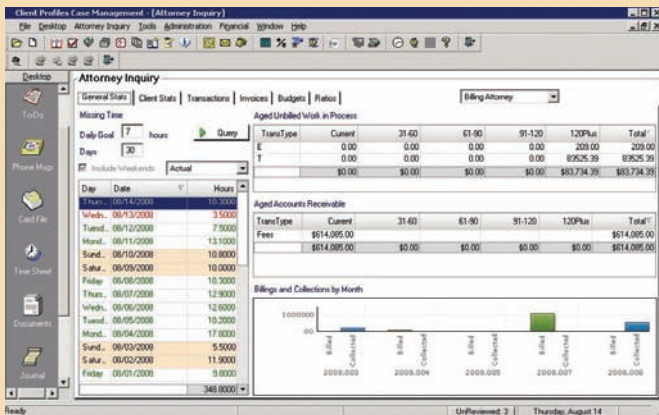 Client Profiles Case Management - [Attorney Inquiry]
File Desktop Attorney Inquiry Tools Administration Financial Window Help
Desktop
ToDo
Phone Msgs
Card File
Time Sheet
Documents
Journal
Attorney Inquiry
General Stats Client Stats Transactions Invoices Budgets Ratios Billing Attorney
Missing Time
Daily Goal 7 hours Query
Days 30
Include Weekends Actual
Day Date Hours
Thurs.. 08/14/2008 10.3000
Wedn.. 08/13/2008 3.5000
Tuesd.. 08/12/2008 7.5000
Mond.. 08/11/2008 13.1000
Sund.. 08/10/2008 10.8000
Satur.. 08/09/2008 10.0000
Friday 08/08/2008 10.3000
Thurs.. 08/07/2008 12.9000
Wedn.. 08/06/2008 12.6000
Tuesd.. 08/05/2008 10.2000
Mond.. 08/04/2008 17.8000
Sund.. 08/03/2008 5.5000
Satur.. 08/02/2008 11.9000
Friday 08/01/2008 9.8000
348.8000
Aged Unbilled Work in Process
TransType Current 31-60 61-90 91-120 120Plus Total
E 0.00 0.00 0.00 0.00 209.00 209.00
T 0.00 0.00 0.00 0.00 83525.39 83525.39
$0.00 $0.00 $0.00 $0.00 $83,734.39 $83,734.39
Aged Accounts Receivable
TransType Current 31-60 61-90 91-120 120Plus Total
Fees $614,085.00 $614,085.00
$614,085.00 $0.00 $0.00 $0.00 $0.00 $614,085.00
Billings and Collections by Month
1000000
00
Billed Collected Billed Collected Billed Collected Billed Collected Billed Collected
2008.003 2008.004 2008.005 2008.007 2008.009
Ready UnReviewed: 3 Thursday, August 14